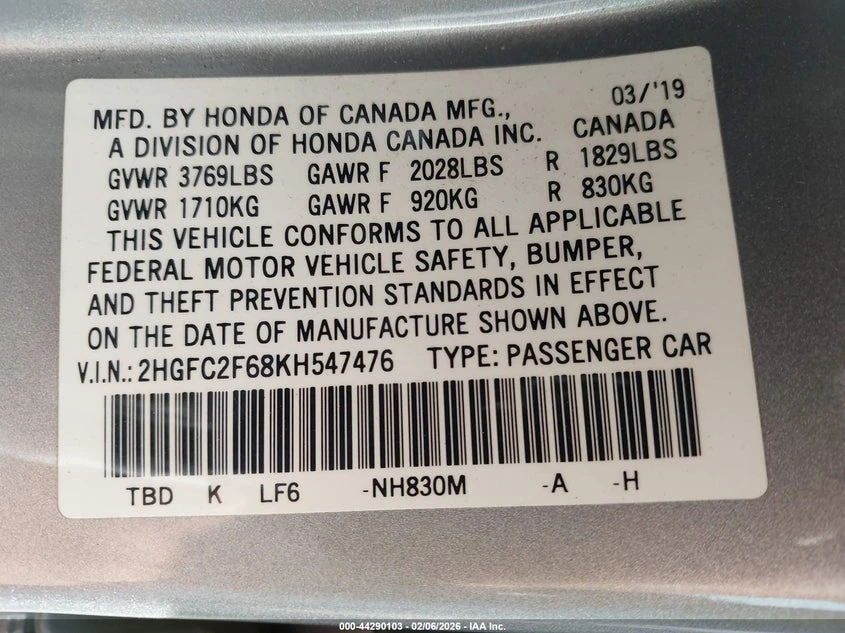 03/'19
MFD. BY HONDA OF CANADA MFG.,
A DIVISION OF HONDA CANADA INC. CANADA
GVWR 3769LBS GAWR F 2028LBS R 1829LBS
GVWR 1710KG GAWR F 920KG R 830KG
THIS VEHICLE CONFORMS TO ALL APPLICABLE
FEDERAL MOTOR VEHICLE SAFETY, BUMPER,
AND THEFT PREVENTION STANDARDS IN EFFECT
ON THE DATE OF MANUFACTURE SHOWN ABOVE.
V.I.N.: 2HGFC2F68KH547476 TYPE: PASSENGER CAR
TBD K LF6 -NH830M -A -H
000-44290103 - 02/06/2026 - IAA Inc.